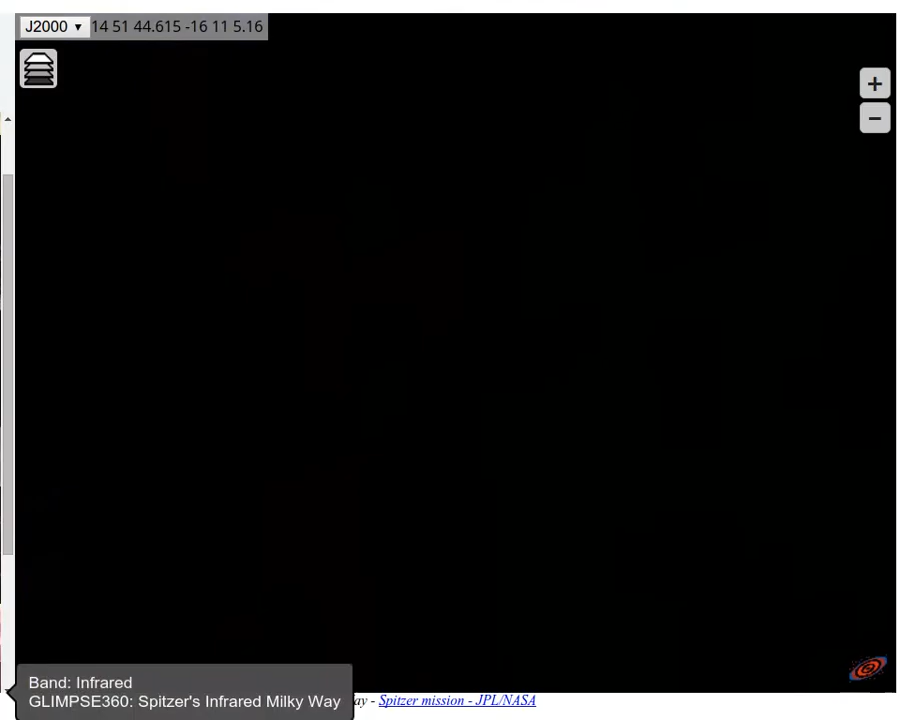 J2000 ▼ 14 51 44.615 -16 11 5.16
+
−
Band: Infrared
GLIMPSE360: Spitzer's Infrared Milky Way
ay - Spitzer mission - JPL/NASA